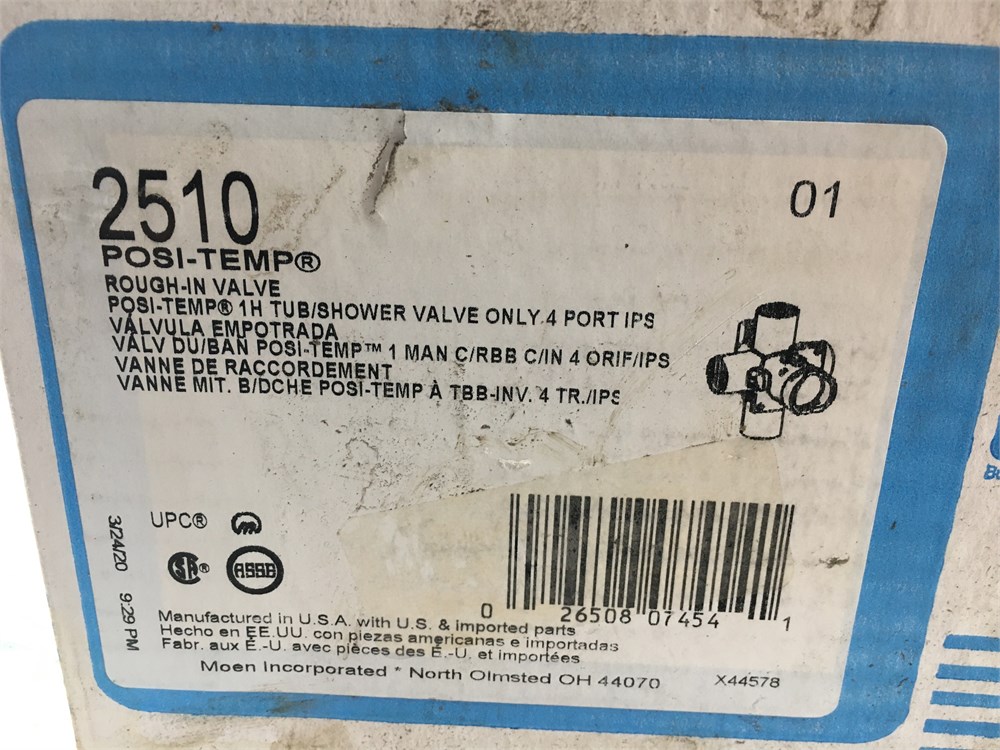 2510
01
POSI-TEMP®
ROUGH-IN VALVE
POSI-TEMP® 1H TUB/SHOWER VALVE ONLY 4 PORT IPS
VÁLVULA EMPOTRADA
VÁLV DU/BAN POSI-TEMP™ 1 MAN C/RBB C/IN 4 ORIF/IPS
VANNE DE RACCORDEMENT
VANNE MIT. B/DCHE POSI-TEMP À TBB-INV. 4 TR./IPS
3/24/20 9:29 PM
UPC®
SA®
ASSE
0 26508 07454 1
Manufactured in U.S.A. with U.S. & imported parts
Hecho en EE.UU. con piezas americanas e importadas
Fabr. aux É.-U. avec pièces des É.-U. et importées
Moen Incorporated * North Olmsted OH 44070
X44578